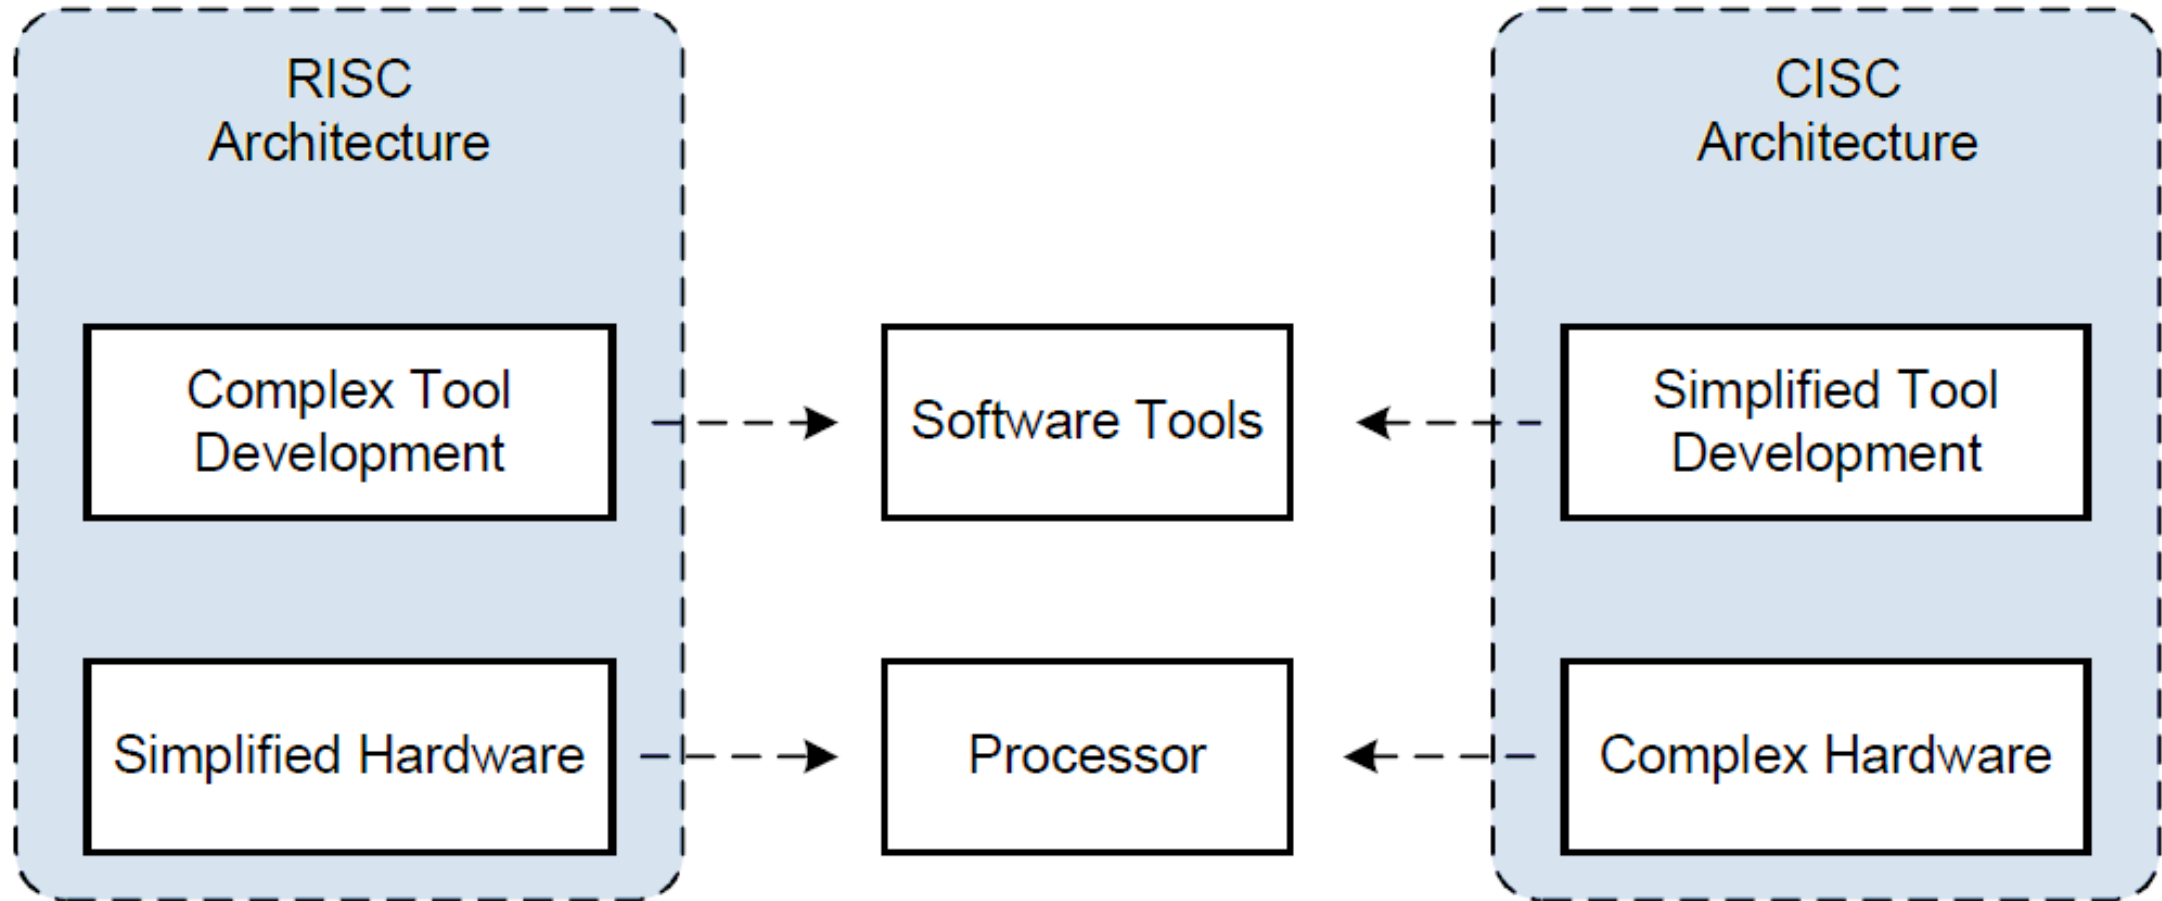 RISC
Architecture
CISC
Architecture
Complex Tool
Development
Software Tools
Simplified Tool
Development
Simplified Hardware
Processor
Complex Hardware